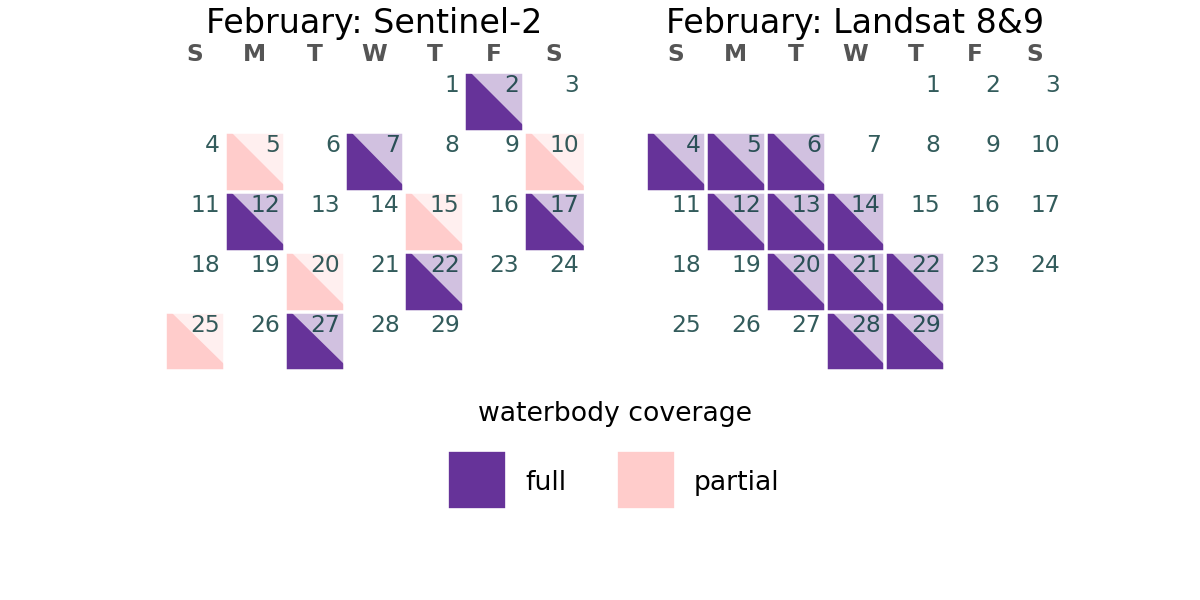 February: Sentinel-2
S M T W T F S
1 2 3
4 5 6 7 8 9 10
11 12 13 14 15 16 17
18 19 20 21 22 23 24
25 26 27 28 29
February: Landsat 8&9
S M T W T F S
1 2 3
4 5 6 7 8 9 10
11 12 13 14 15 16 17
18 19 20 21 22 23 24
25 26 27 28 29
waterbody coverage
full
partial